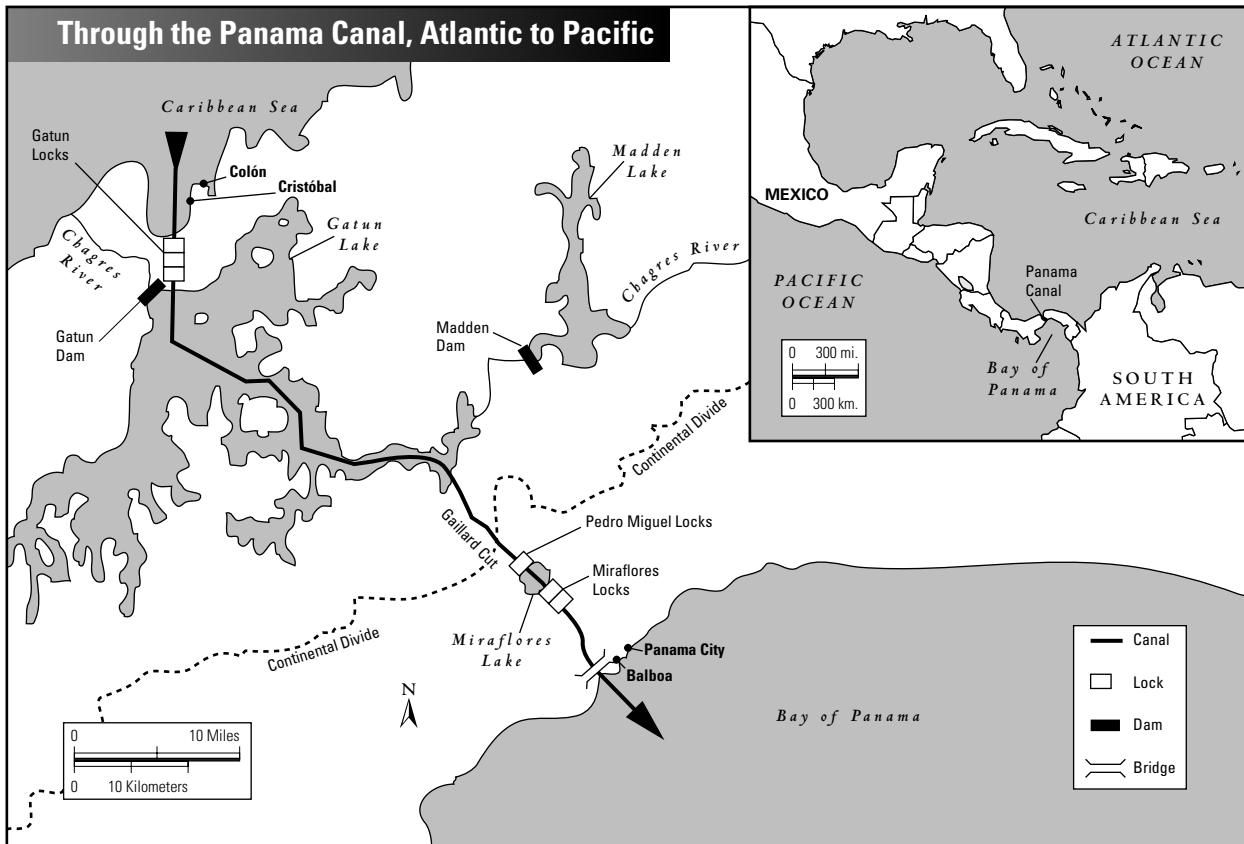 Through the Panama Canal, Atlantic to Pacific
Caribbean Sea
Gatun
Locks
Colón
Cristóbal
Madden
Lake
Gatun
Lake
Chagres
River
Chagres River
Gatun
Dam
Madden
Dam
Continental Divide
Gaillard Cut
Pedro Miguel Locks
Miraflores
Locks
Continental Divide
Miraflores
Lake
Panama City
Balboa
N
Bay of Panama
0 10 Miles
0 10 Kilometers
ATLANTIC
OCEAN
MEXICO
Caribbean Sea
PACIFIC
OCEAN
Panama
Canal
Bay of
Panama
SOUTH
AMERICA
0 300 mi.
0 300 km.
Canal
Lock
Dam
Bridge